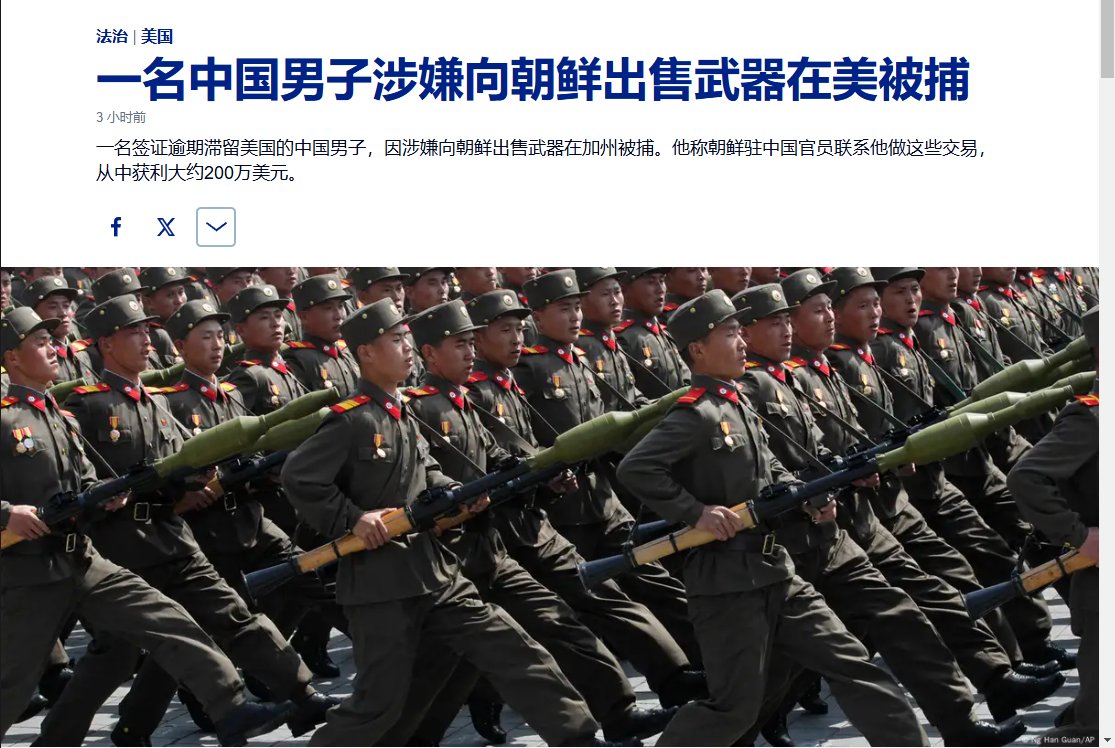 法治 | 美国
一名中国男子涉嫌向朝鲜出售武器在美被捕
3 小时前
一名签证逾期滞留美国的中国男子，因涉嫌向朝鲜出售武器在加州被捕。他称朝鲜驻中国官员联系他做这些交易，
从中获利大约200万美元。
© Ng Han Guan/AP